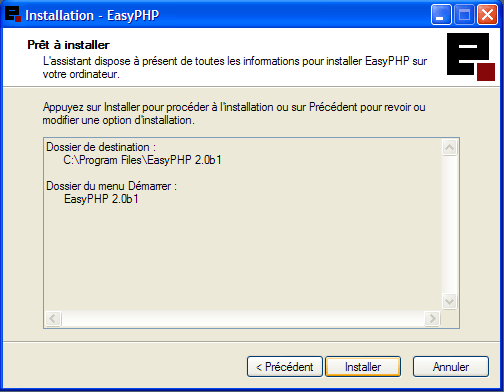 Installation - EasyPHP
Prêt à installer
L'assistant dispose à présent de toutes les informations pour installer EasyPHP sur
votre ordinateur.
Appuyez sur Installer pour procéder à l'installation ou sur Précédent pour revoir ou
modifier une option d'installation.
Dossier de destination :
C:\Program Files\EasyPHP 2.0b1
Dossier du menu Démarrer :
EasyPHP 2.0b1
< Précédent
Installer
Annuler